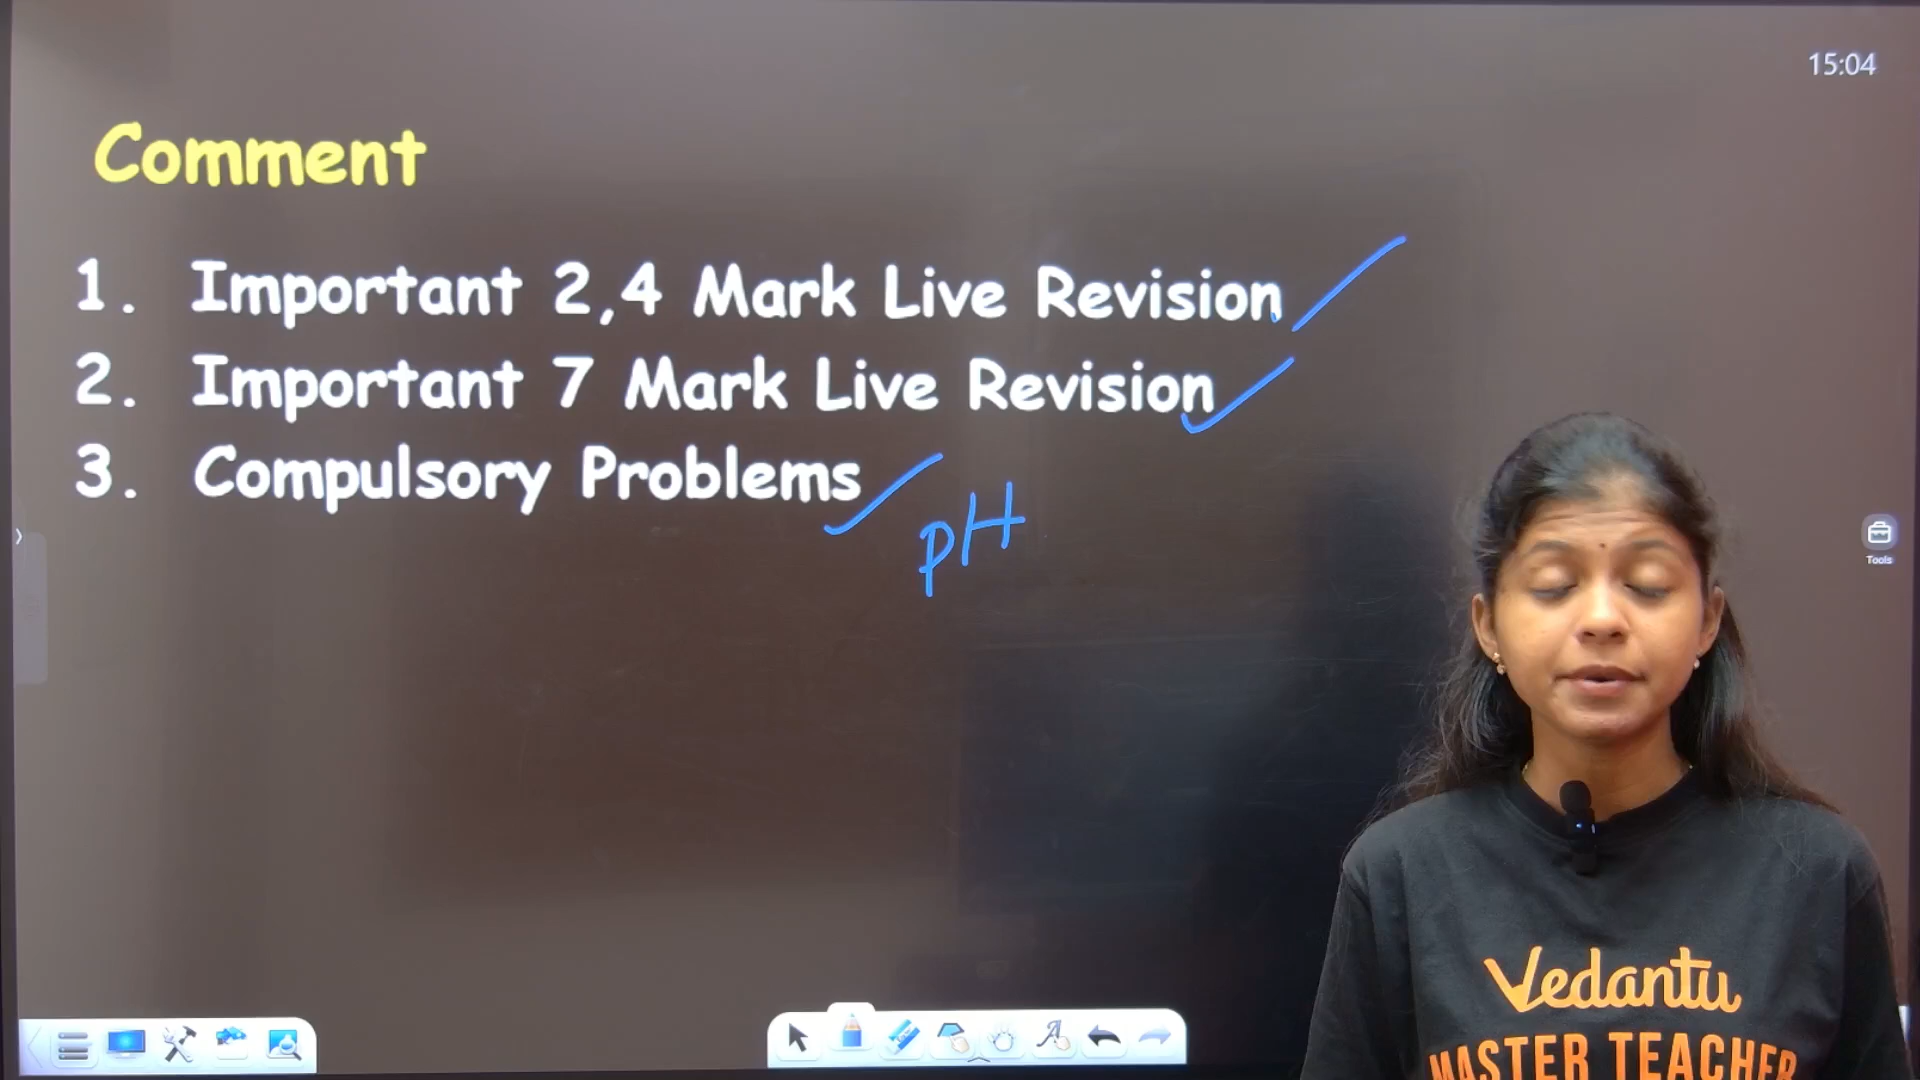 15:04
Comment
1. Important 2,4 Mark Live Revision
2. Important 7 Mark Live Revision
3. Compulsory Problems
pH
Tools
Vedantu
MASTER TEACHER